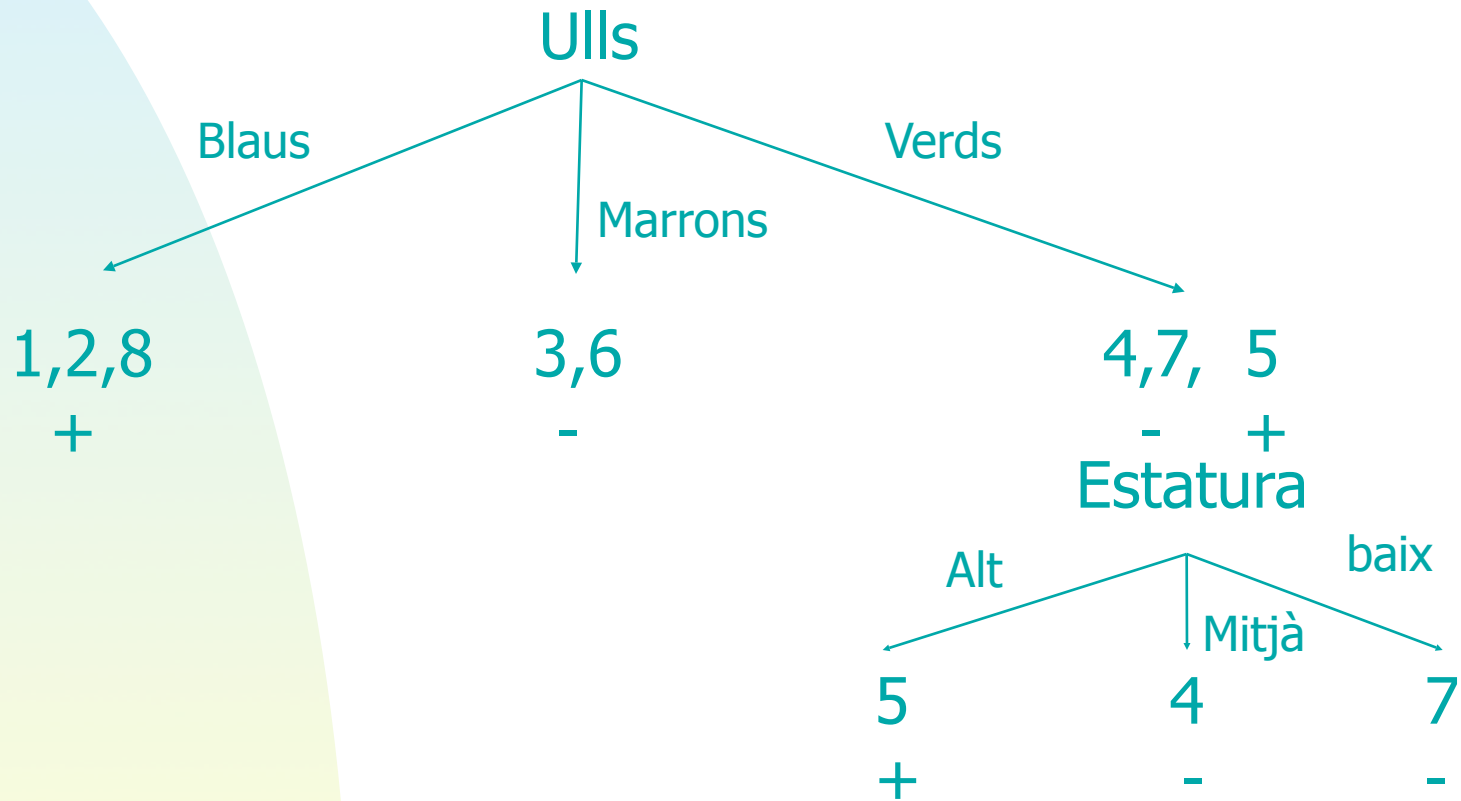 Ulls
Blaus
Verds
Marrons
1,2,8
3,6
4,7, 5
+
-
- +
Estatura
Alt
baix
Mitjà
5
4
7
+
-
-